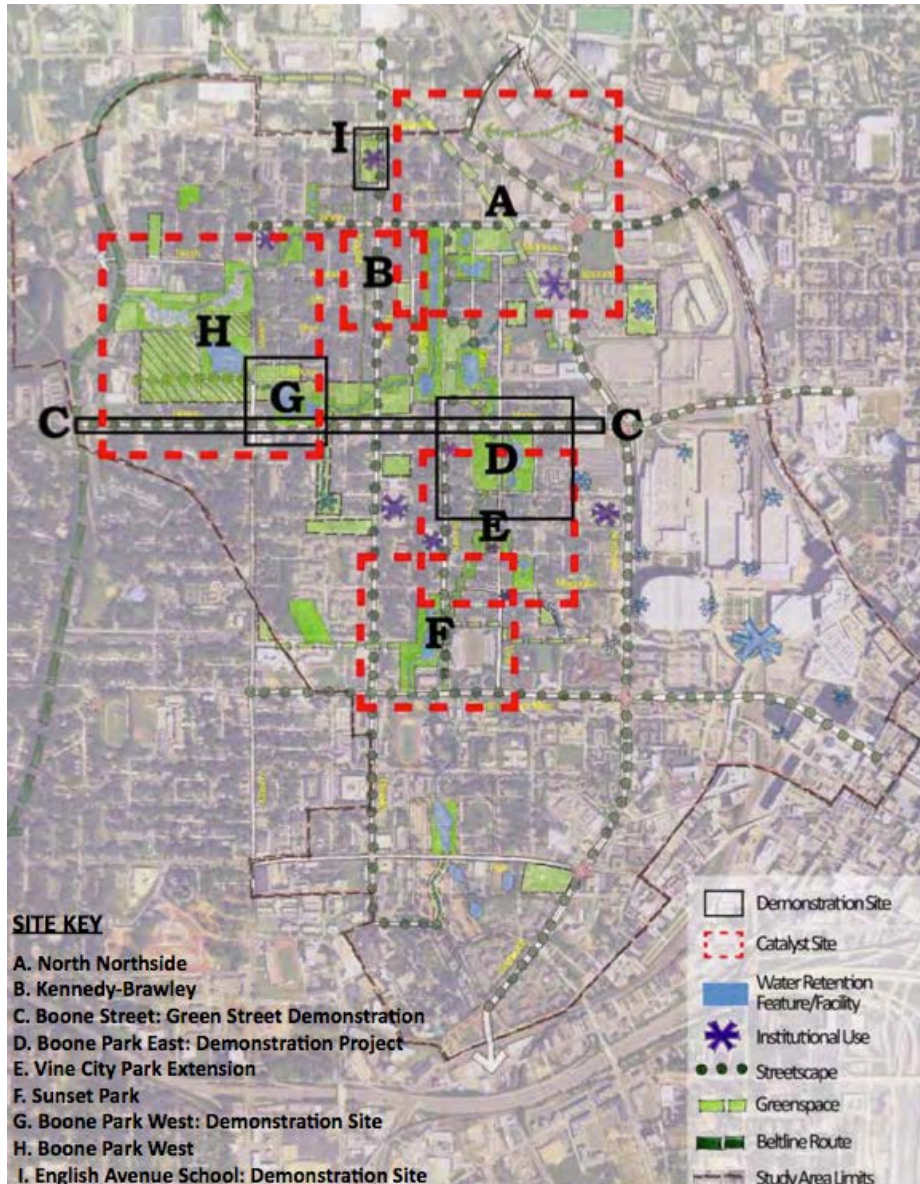 I
A
B
H
G
C
C
D
E
F
SITE KEY
A. North Northside
B. Kennedy-Brawley
C. Boone Street: Green Street Demonstration
D. Boone Park East: Demonstration Project
E. Vine City Park Extension
F. Sunset Park
G. Boone Park West: Demonstration Site
H. Boone Park West
I. English Avenue School: Demonstration Site
Demonstration Site
Catalyst Site
Water Retention
Feature/Facility
Institutional Use
Streetscape
Greenspace
Beltline Route
Study Area Limits